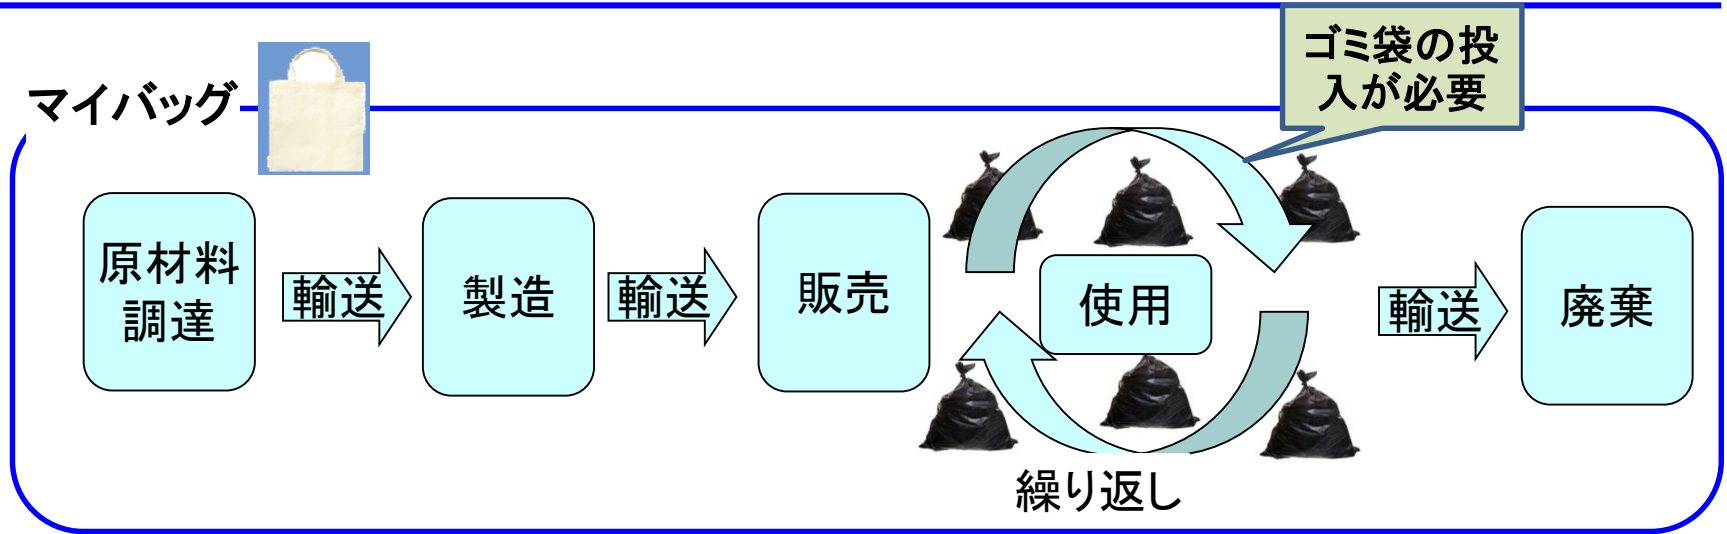 ゴミ袋の投
入が必要
マイバッグ
原材料
調達
輸送
製造
輸送
販売
使用
輸送
廃棄
繰り返し